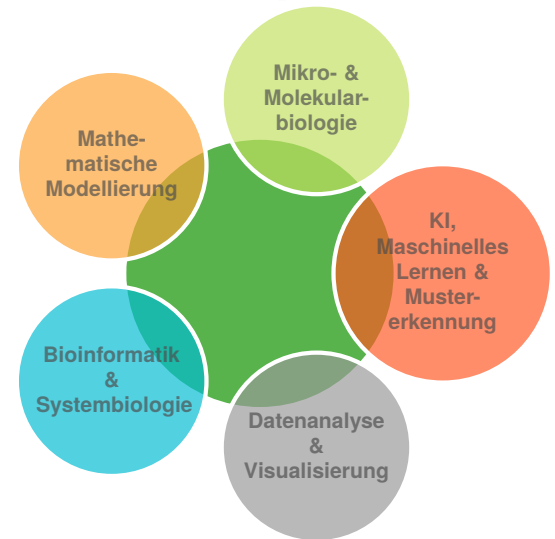 Mikro- &
Molekular-
biologie
Mathe-
matische
Modellierung
KI,
Maschinelles
Lernen &
Muster-
erkennung
Bioinformatik
&
Systembiologie
Datenanalyse
&
Visualisierung